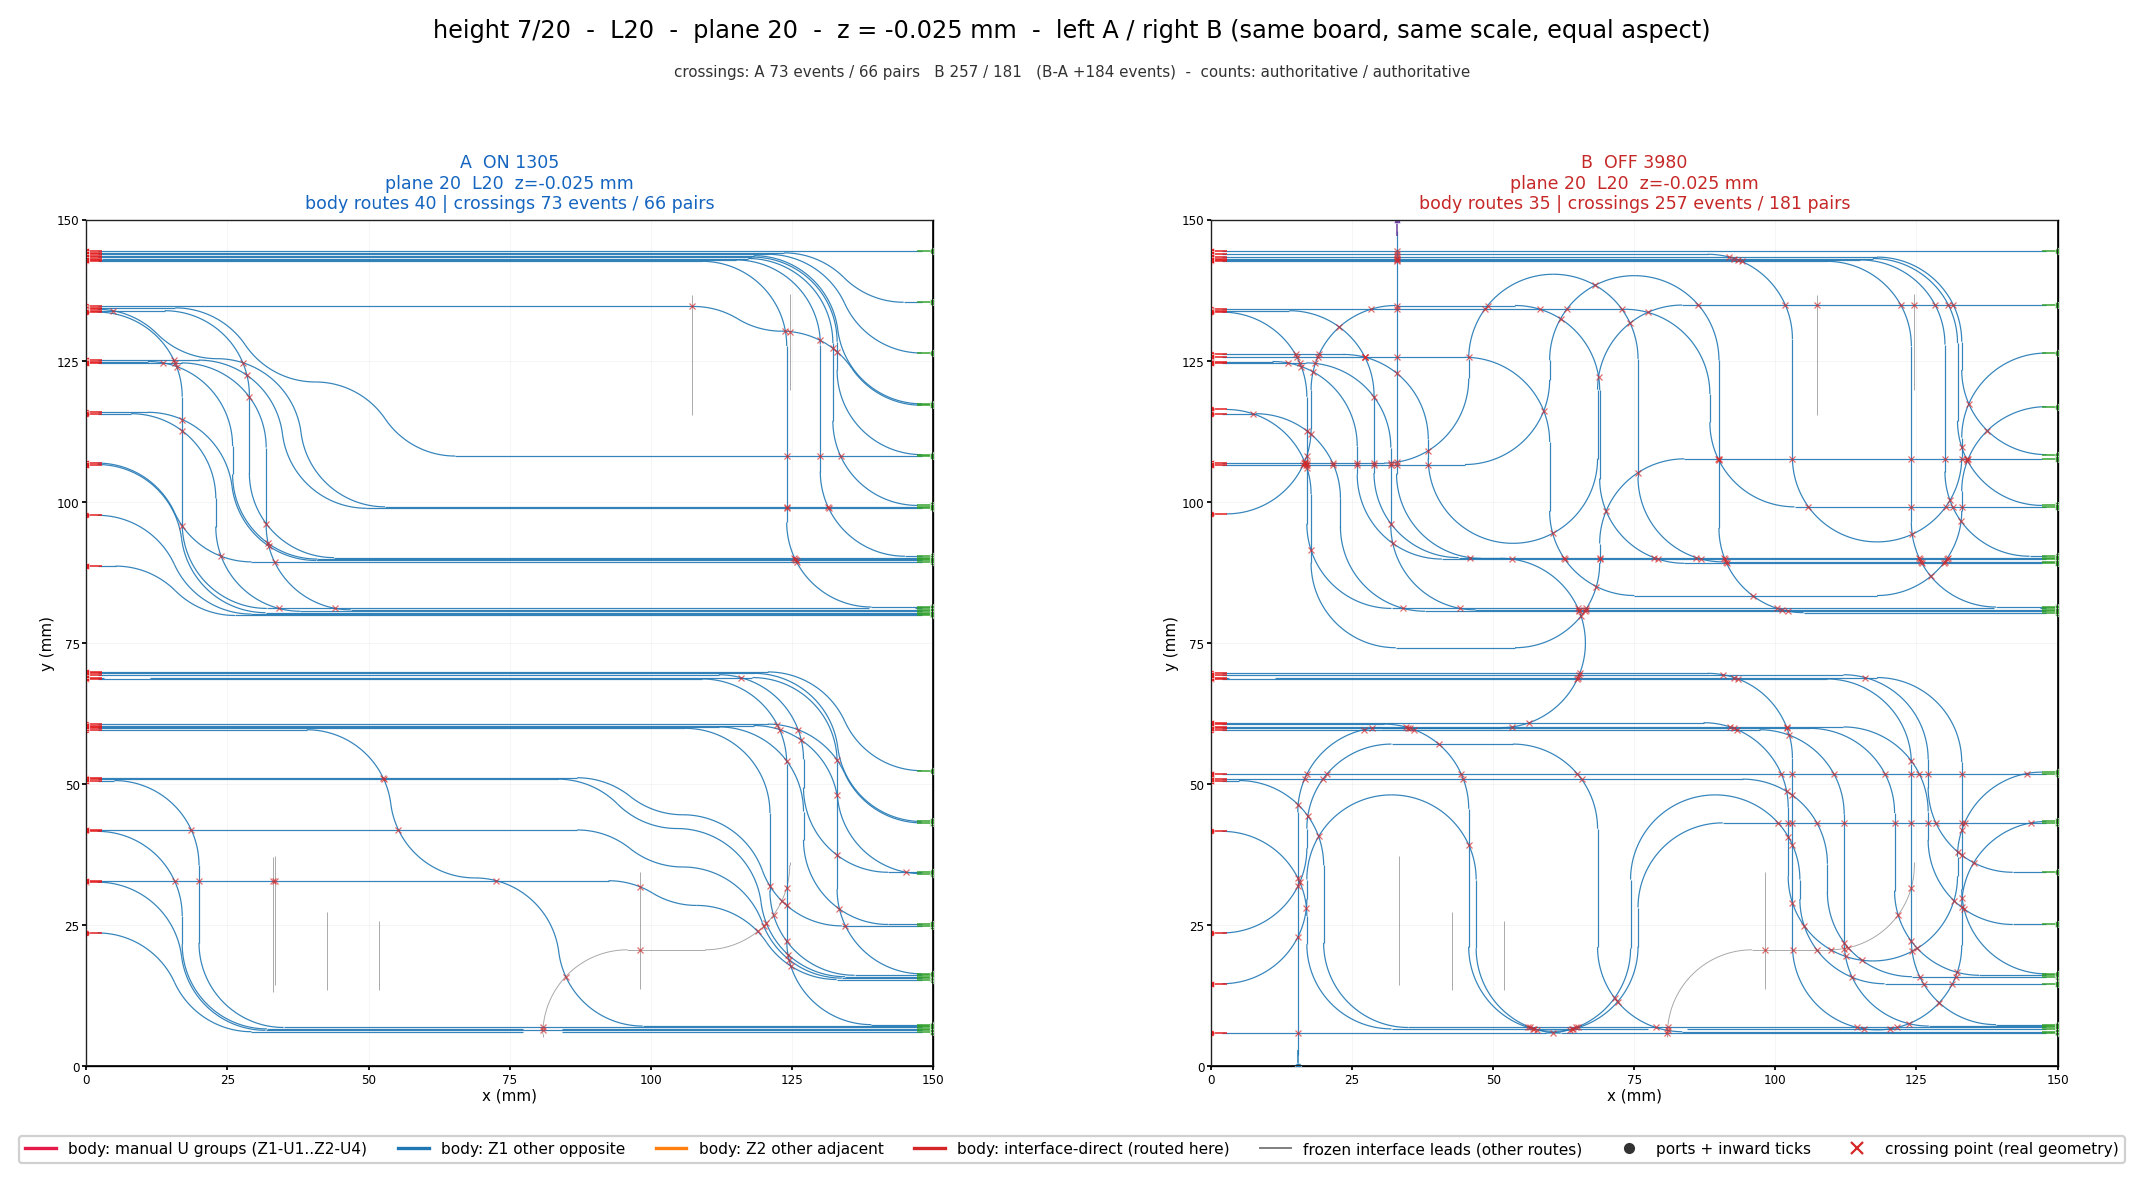 height 7/20  -  L20  -  plane 20  -  z = -0.025 mm  -  left A / right B (same board, same scale, equal aspect)
crossings: A 73 events / 66 pairs   B 257 / 181   (B-A +184 events)  -  counts: authoritative / authoritative
A  ON 1305
plane 20  L20  z=-0.025 mm
body routes 40 | crossings 73 events / 66 pairs
150
125
100
75
50
25
0
y (mm)
0 25 50 75 100 125 150
x (mm)
B  OFF 3980
plane 20  L20  z=-0.025 mm
body routes 35 | crossings 257 events / 181 pairs
150
125
100
75
50
25
0
y (mm)
0 25 50 75 100 125 150
x (mm)
body: manual U groups (Z1-U1..Z2-U4)   body: Z1 other opposite   body: Z2 other adjacent   body: interface-direct (routed here)   frozen interface leads (other routes)   ports + inward ticks   crossing point (real geometry)